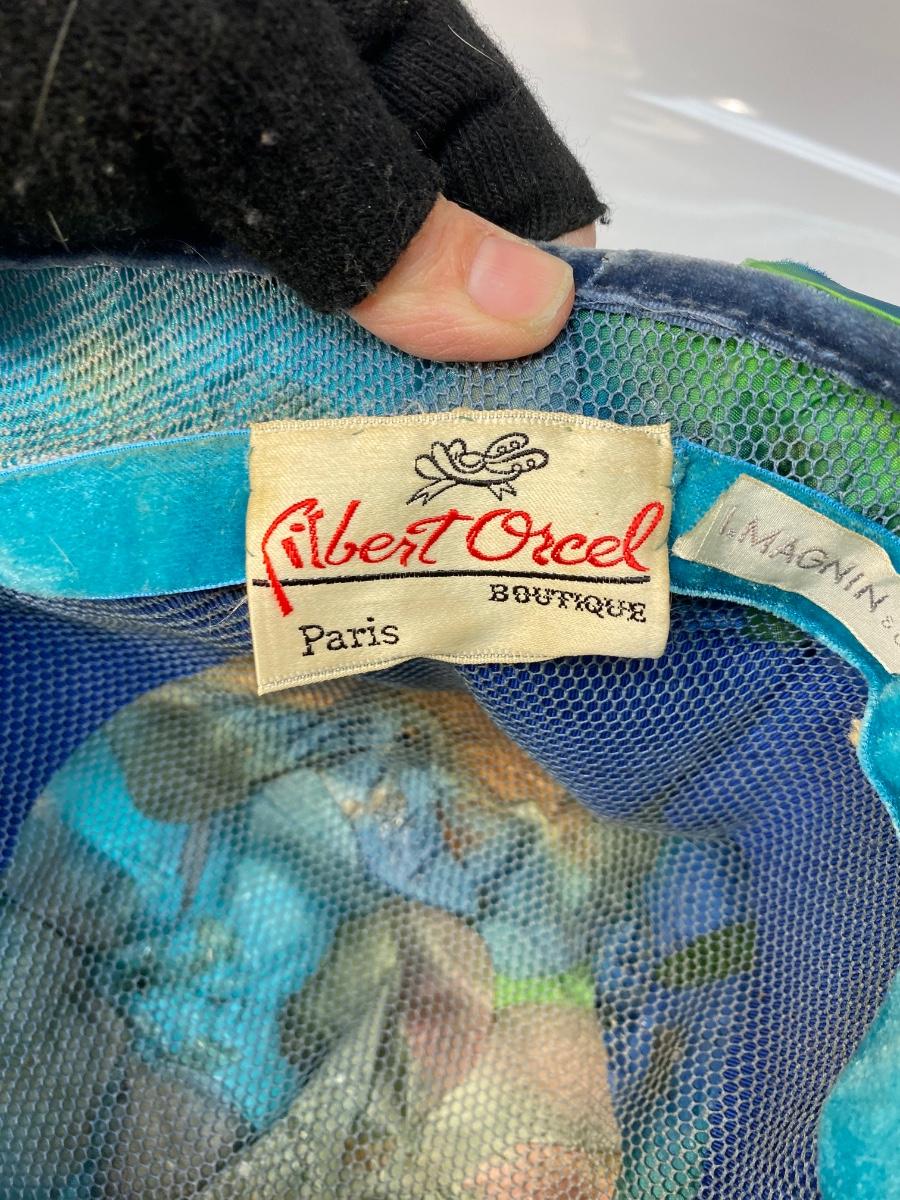 Gilbert Orcel
BOUTIQUE
Paris
I. MAGNIN